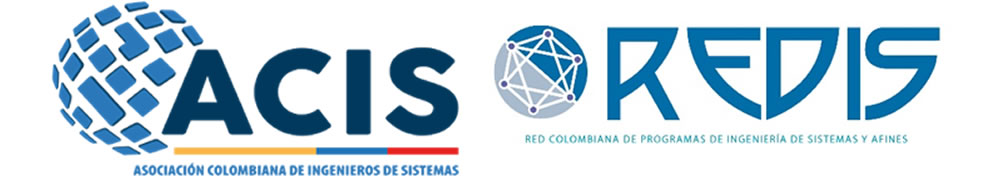 ACIS
ASOCIACIÓN COLOMBIANA DE INGENIEROS DE SISTEMAS
REDIS
RED COLOMBIANA DE PROGRAMAS DE INGENIERÍA DE SISTEMAS Y AFINES